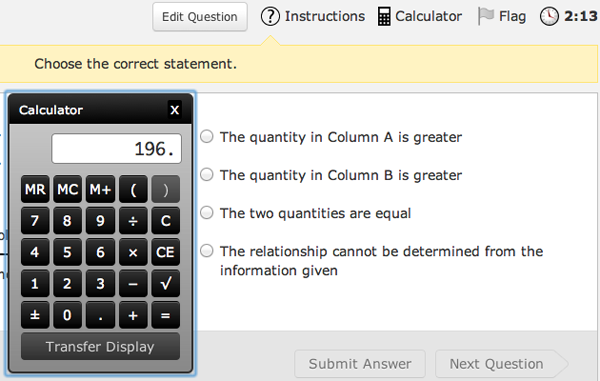 Edit Question
Instructions
Calculator
Flag
2:13
Choose the correct statement.
Calculator X
196.
MR MC M+ ( )
7 8 9 ÷ C
4 5 6 × CE
1 2 3 − √
± 0 . + =
Transfer Display
The quantity in Column A is greater
The quantity in Column B is greater
The two quantities are equal
The relationship cannot be determined from the
information given
Submit Answer
Next Question